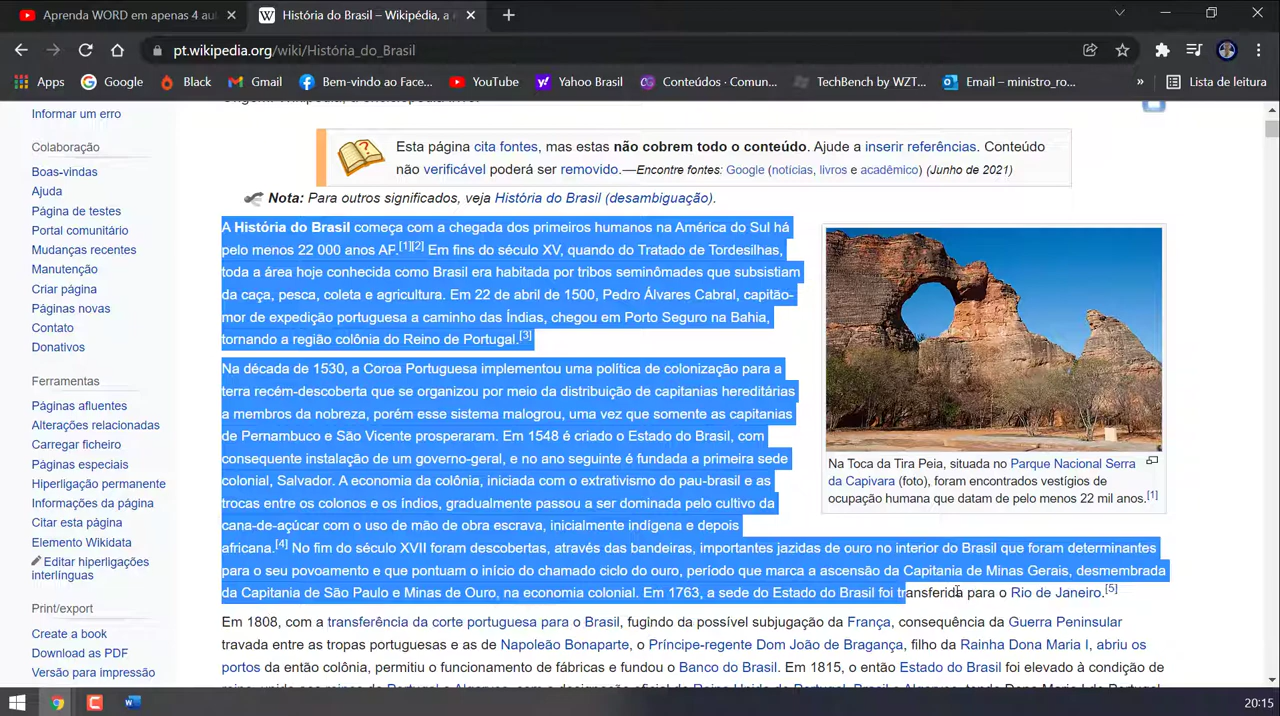 Aprenda WORD em apenas 4 aul
História do Brasil – Wikipédia, a e
pt.wikipedia.org/wiki/História_do_Brasil
Apps
Google
Black
Gmail
Bem-vindo ao Face...
YouTube
Yahoo Brasil
Conteúdos · Comun...
TechBench by WZT...
Email – ministro_ro...
»
Lista de leitura
Informar um erro
Colaboração
Boas-vindas
Ajuda
Página de testes
Portal comunitário
Mudanças recentes
Manutenção
Criar página
Páginas novas
Contato
Donativos
Ferramentas
Páginas afluentes
Alterações relacionadas
Carregar ficheiro
Páginas especiais
Hiperligação permanente
Informações da página
Citar esta página
Elemento Wikidata
Editar hiperligações
interlínguas
Print/export
Create a book
Download as PDF
Versão para impressão
Esta página cita fontes, mas estas não cobrem todo o conteúdo. Ajude a inserir referências. Conteúdo
não verificável poderá ser removido.—Encontre fontes: Google (notícias, livros e acadêmico) (Junho de 2021)
Nota: Para outros significados, veja História do Brasil (desambiguação).
A História do Brasil começa com a chegada dos primeiros humanos na América do Sul há
pelo menos 22 000 anos AF.[1][2] Em fins do século XV, quando do Tratado de Tordesilhas,
toda a área hoje conhecida como Brasil era habitada por tribos seminômades que subsistiam
da caça, pesca, coleta e agricultura. Em 22 de abril de 1500, Pedro Álvares Cabral, capitão-
mor de expedição portuguesa a caminho das Índias, chegou em Porto Seguro na Bahia,
tornando a região colônia do Reino de Portugal.[3]
Na década de 1530, a Coroa Portuguesa implementou uma política de colonização para a
terra recém-descoberta que se organizou por meio da distribuição de capitanias hereditárias
a membros da nobreza, porém esse sistema malogrou, uma vez que somente as capitanias
de Pernambuco e São Vicente prosperaram. Em 1548 é criado o Estado do Brasil, com
consequente instalação de um governo-geral, e no ano seguinte é fundada a primeira sede
colonial, Salvador. A economia da colônia, iniciada com o extrativismo do pau-brasil e as
trocas entre os colonos e os índios, gradualmente passou a ser dominada pelo cultivo da
cana-de-açúcar com o uso de mão de obra escrava, inicialmente indígena e depois
africana.[4] No fim do século XVII foram descobertas, através das bandeiras, importantes jazidas de ouro no interior do Brasil que foram determinantes
para o seu povoamento e que pontuam o início do chamado ciclo do ouro, período que marca a ascensão da Capitania de Minas Gerais, desmembrada
da Capitania de São Paulo e Minas de Ouro, na economia colonial. Em 1763, a sede do Estado do Brasil foi transferida para o Rio de Janeiro.[5]
Na Toca da Tira Peia, situada no Parque Nacional Serra
da Capivara (foto), foram encontrados vestígios de
ocupação humana que datam de pelo menos 22 mil anos.[1]
Em 1808, com a transferência da corte portuguesa para o Brasil, fugindo da possível subjugação da França, consequência da Guerra Peninsular
travada entre as tropas portuguesas e as de Napoleão Bonaparte, o Príncipe-regente Dom João de Bragança, filho da Rainha Dona Maria I, abriu os
portos da então colônia, permitiu o funcionamento de fábricas e fundou o Banco do Brasil. Em 1815, o então Estado do Brasil foi elevado à condição de
20:15